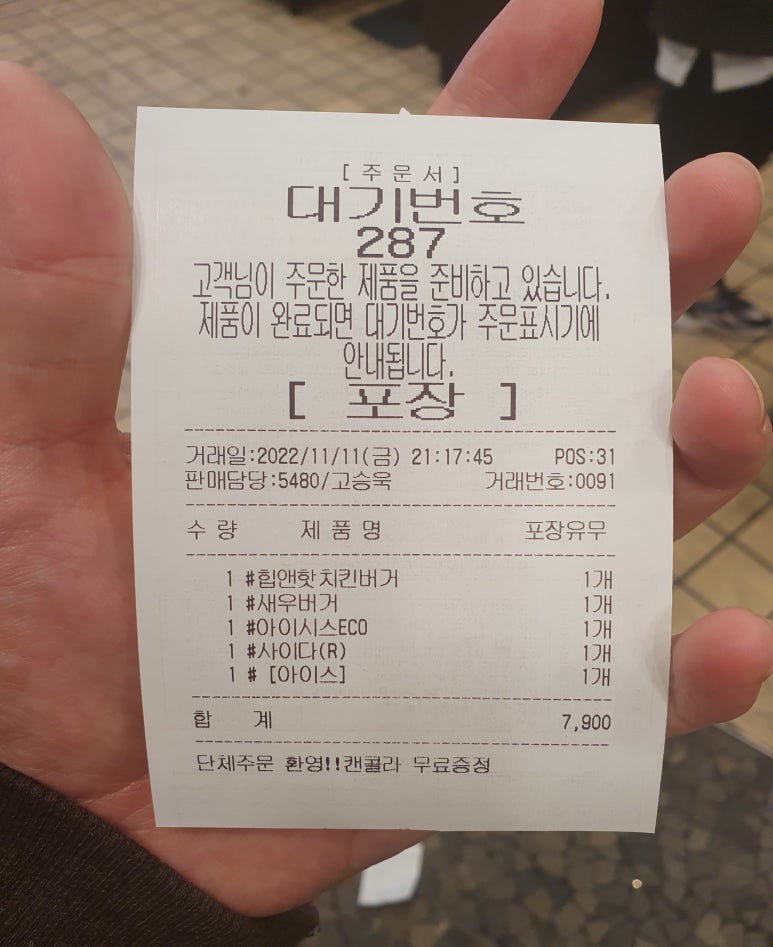 [주문서]
대기번호
287
고객님이 주문한 제품을 준비하고 있습니다.
제품이 완료되면 대기번호가 주문표시기에
안내됩니다.
[ 포장 ]
거래일:2022/11/11(금) 21:17:45 POS:31
판매담당:5480/고승욱 거래번호:0091
수 량 제 품 명 포장유무
1 #힙앤핫치킨버거 1개
1 #새우버거 1개
1 #아이시스ECO 1개
1 #사이다(R) 1개
1 # [아이스] 1개
합 계 7,900
단체주문 환영!!캔콜라 무료증정